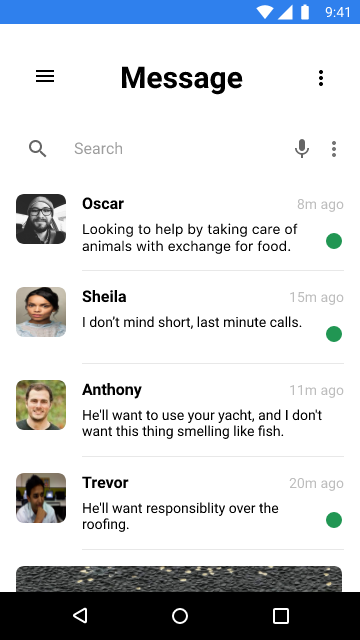 9:41
Message
Search
Oscar
8m ago
Looking to help by taking care of
animals with exchange for food.
Sheila
15m ago
I don't mind short, last minute calls.
Anthony
11m ago
He'll want to use your yacht, and I don't
want this thing smelling like fish.
Trevor
20m ago
He'll want responsiblity over the
roofing.